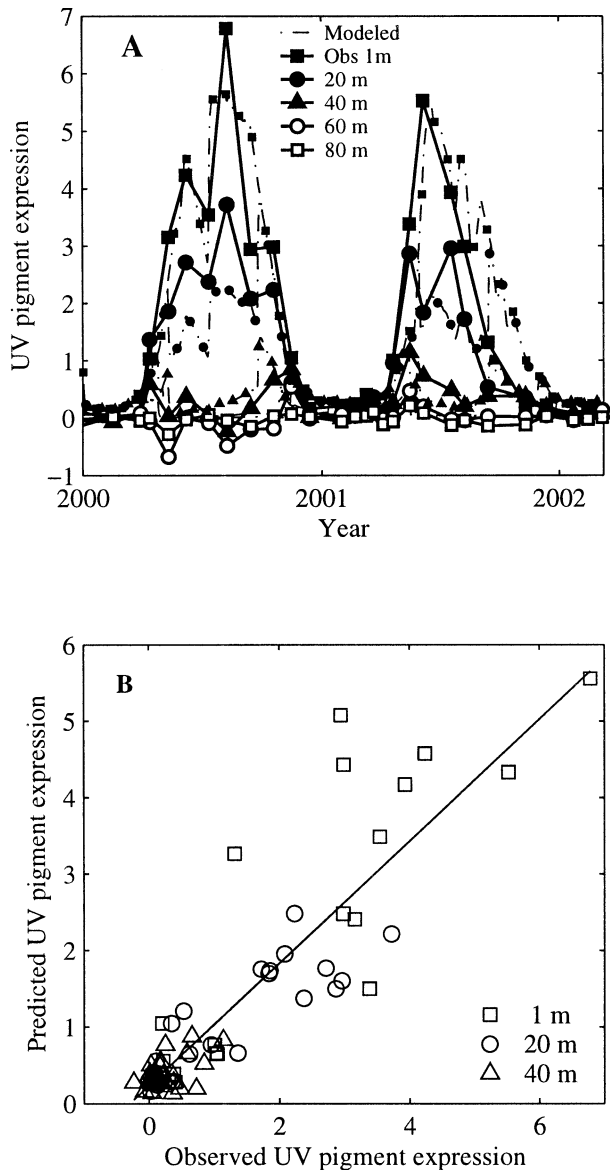 7
6
5
4
3
2
1
0
−1
UV pigment expression
A
Modeled
Obs 1m
20 m
40 m
60 m
80 m
2000
2001
2002
Year
6
5
4
3
2
1
0
Predicted UV pigment expression
B
1 m
20 m
40 m
0
2
4
6
Observed UV pigment expression